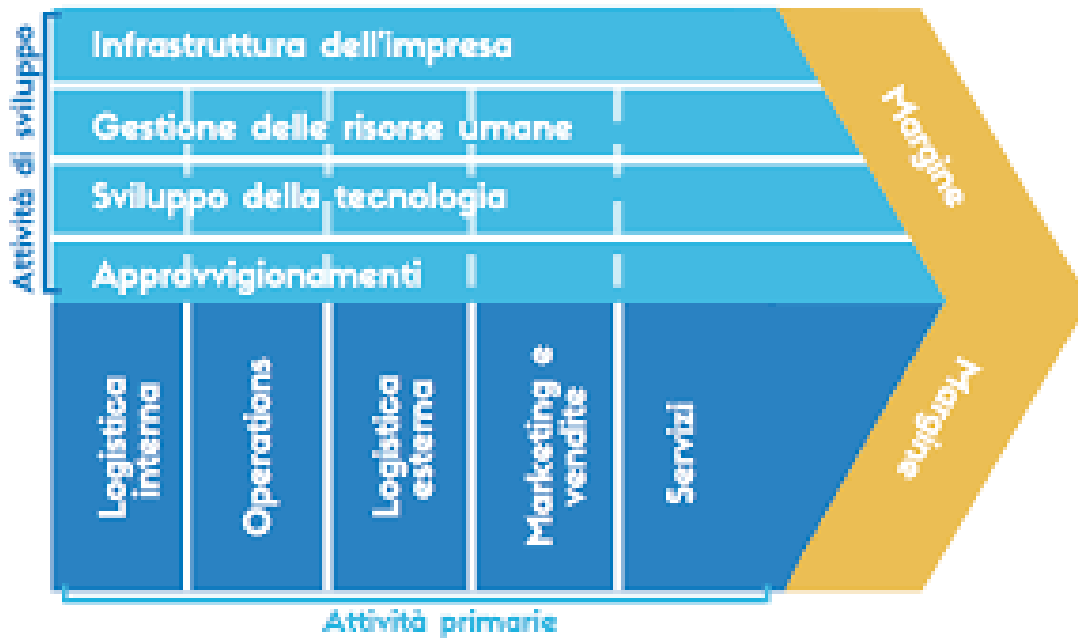 Attività di sviluppo
Infrastruttura dell'impresa
Gestione delle risorse umane
Sviluppo della tecnologia
Approvvigionamenti
Margine
Logistica
interna
Operations
Logistica
esterna
Marketing e
vendite
Servizi
Margine
Attività primarie